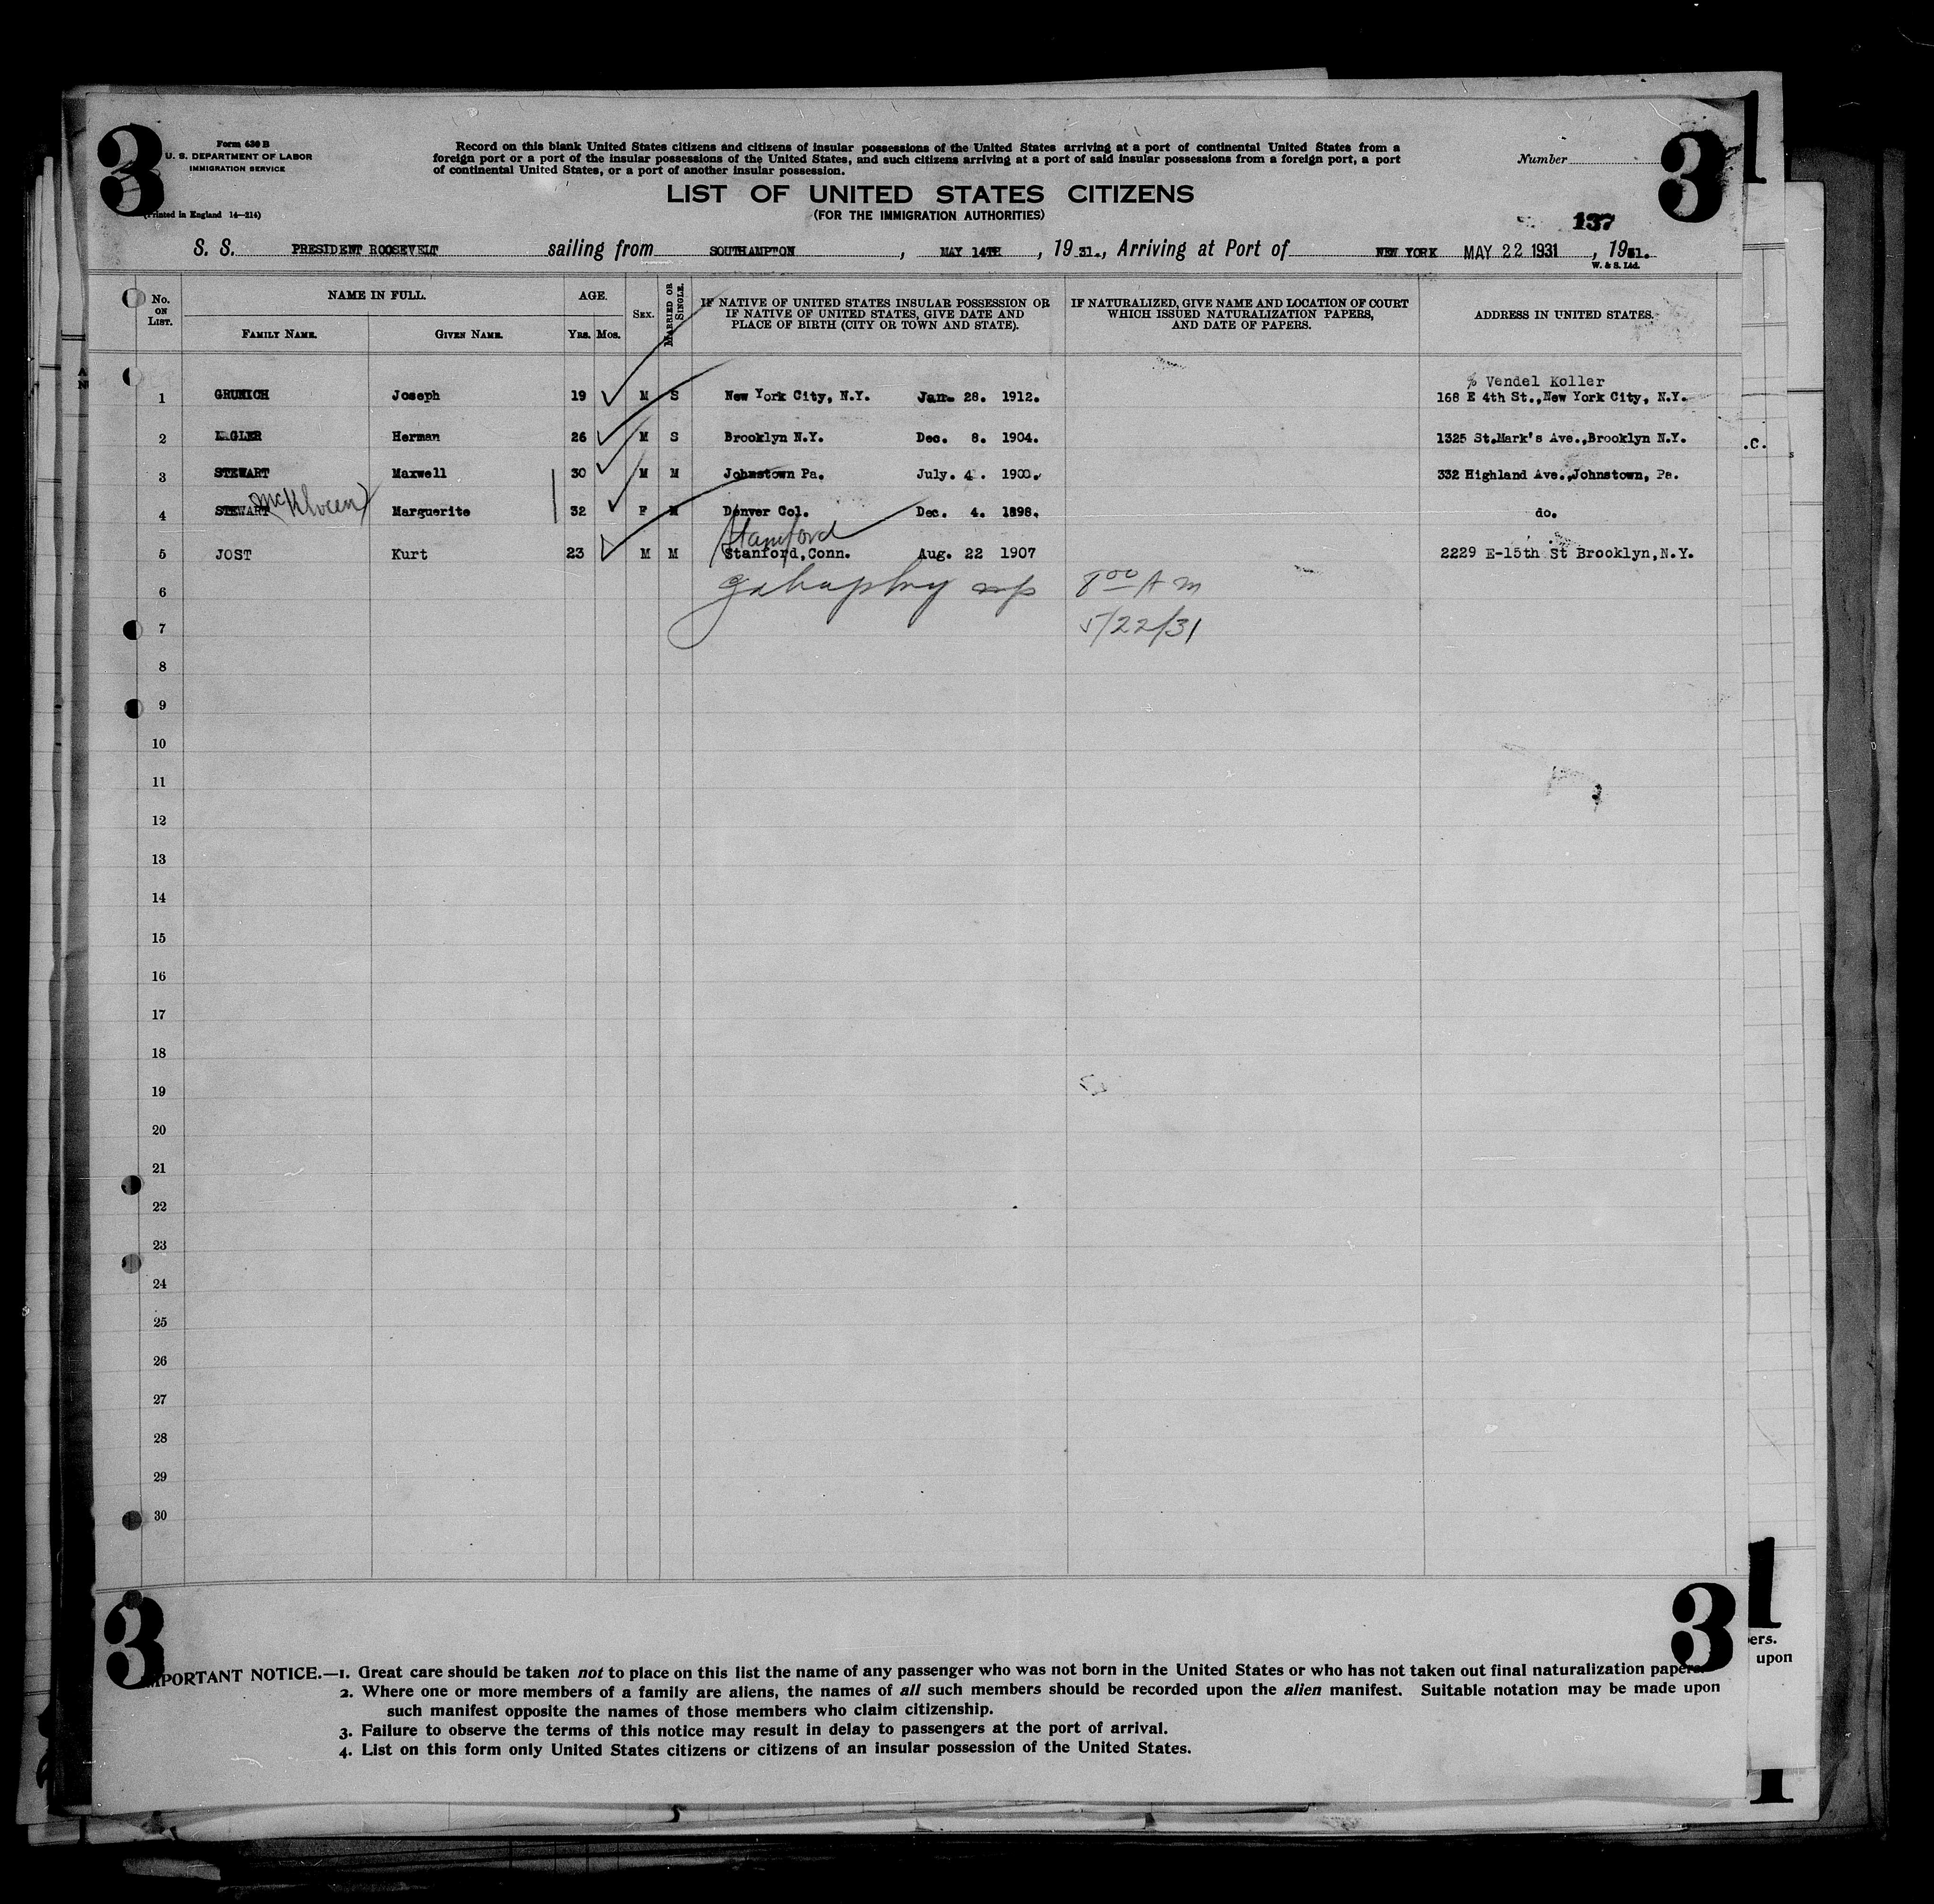 3
Form 630 B
U. S. DEPARTMENT OF LABOR
IMMIGRATION SERVICE
(Printed in England 14—214)
Record on this blank United States citizens and citizens of insular possessions of the United States arriving at a port of continental United States from a
foreign port or a port of the insular possessions of the United States, and such citizens arriving at a port of said insular possessions from a foreign port, a port
of continental United States, or a port of another insular possession.
LIST OF UNITED STATES CITIZENS
(FOR THE IMMIGRATION AUTHORITIES)
Number
3
1
137
S. S. PRESIDENT ROOSEVELT sailing from SOUTHAMPTON, MAY 14TH, 1931., Arriving at Port of NEW YORK MAY 22 1931, 1931.
W. & S. Ltd.
No. ON LIST.
NAME IN FULL.
FAMILY NAME.
GIVEN NAME.
AGE.
Yrs. Mos.
SEX.
MARRIED OR SINGLE.
IF NATIVE OF UNITED STATES INSULAR POSSESSION OR
IF NATIVE OF UNITED STATES, GIVE DATE AND
PLACE OF BIRTH (CITY OR TOWN AND STATE).
IF NATURALIZED, GIVE NAME AND LOCATION OF COURT
WHICH ISSUED NATURALIZATION PAPERS,
AND DATE OF PAPERS.
ADDRESS IN UNITED STATES.
% Vendel Koller
1 GRUNICH Joseph 19 M S New York City, N.Y. Jan. 28. 1912. 168 E 4th St.,New York City, N.Y.
2 Herman 26 M S Brooklyn N.Y. Dec. 8. 1904. 1325 St.Mark's Ave.,Brooklyn N.Y.
.C.
3 STEWART Maxwell 30 M M Johnstown Pa. July. 4. 1900. 332 Highland Ave.,Johnstown, Pa.
4 STEWART Marguerite 32 F M Denver Col. Dec. 4. 1898. do.
Stamford
5 JOST Kurt 23 M M Stanford,Conn. Aug. 22 1907 2229 E-15th St Brooklyn,N.Y.
6
8 00 A m
7
5/22/31
8
9
10
11
12
13
14
15
16
17
18
19
20
21
22
23
24
25
26
27
28
29
30
3
3
1
IMPORTANT NOTICE.—1. Great care should be taken not to place on this list the name of any passenger who was not born in the United States or who has not taken out final naturalization papers.
2. Where one or more members of a family are aliens, the names of all such members should be recorded upon the alien manifest. Suitable notation may be made upon
such manifest opposite the names of those members who claim citizenship.
3. Failure to observe the terms of this notice may result in delay to passengers at the port of arrival.
4. List on this form only United States citizens or citizens of an insular possession of the United States.
pers.
upon
1